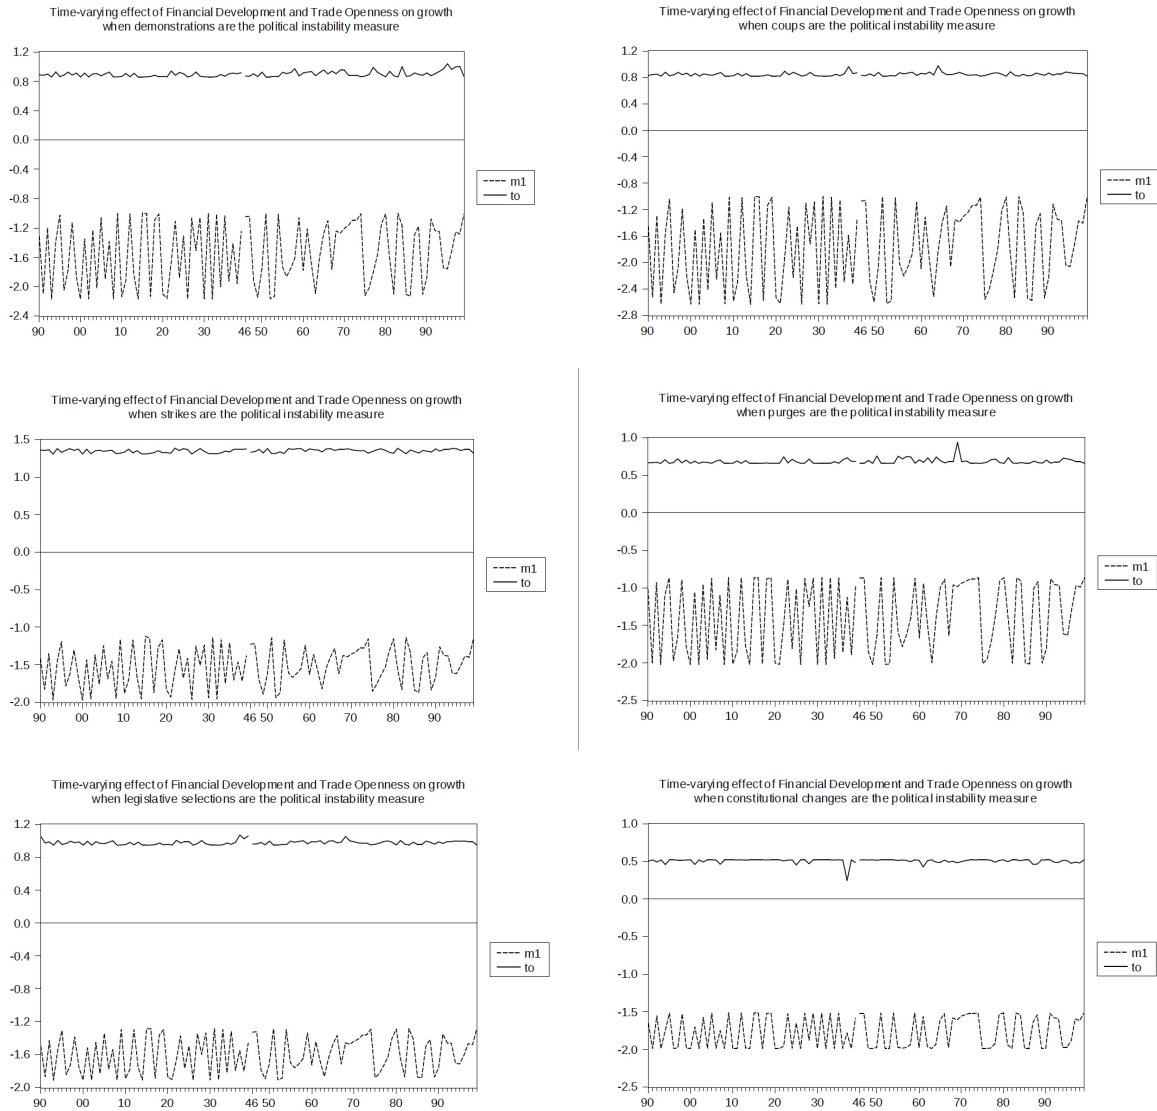 Time-varying effect of Financial Development and Trade Openness on growth
when demonstrations are the political instability measure
1.2
0.8
0.4
0.0
-0.4
-0.8
-1.2
-1.6
-2.0
-2.4
90 00 10 20 30 46 50 60 70 80 90
m1
to
Time-varying effect of Financial Development and Trade Openness on growth
when coups are the political instability measure
1.2
0.8
0.4
0.0
-0.4
-0.8
-1.2
-1.6
-2.0
-2.4
-2.8
90 00 10 20 30 46 50 60 70 80 90
m1
to
Time-varying effect of Financial Development and Trade Openness on growth
when strikes are the political instability measure
1.5
1.0
0.5
0.0
-0.5
-1.0
-1.5
-2.0
90 00 10 20 30 46 50 60 70 80 90
m1
to
Time-varying effect of Financial Development and Trade Openness on growth
when purges are the political instability measure
1.0
0.5
0.0
-0.5
-1.0
-1.5
-2.0
-2.5
90 00 10 20 30 46 50 60 70 80 90
m1
to
Time-varying effect of Financial Development and Trade Openness on growth
when legislative selections are the political instability measure
1.2
0.8
0.4
0.0
-0.4
-0.8
-1.2
-1.6
-2.0
90 00 10 20 30 46 50 60 70 80 90
m1
to
Time-varying effect of Financial Development and Trade Openness on growth
when constitutional changes are the political instability measure
1.0
0.5
0.0
-0.5
-1.0
-1.5
-2.0
-2.5
90 00 10 20 30 46 50 60 70 80 90
m1
to